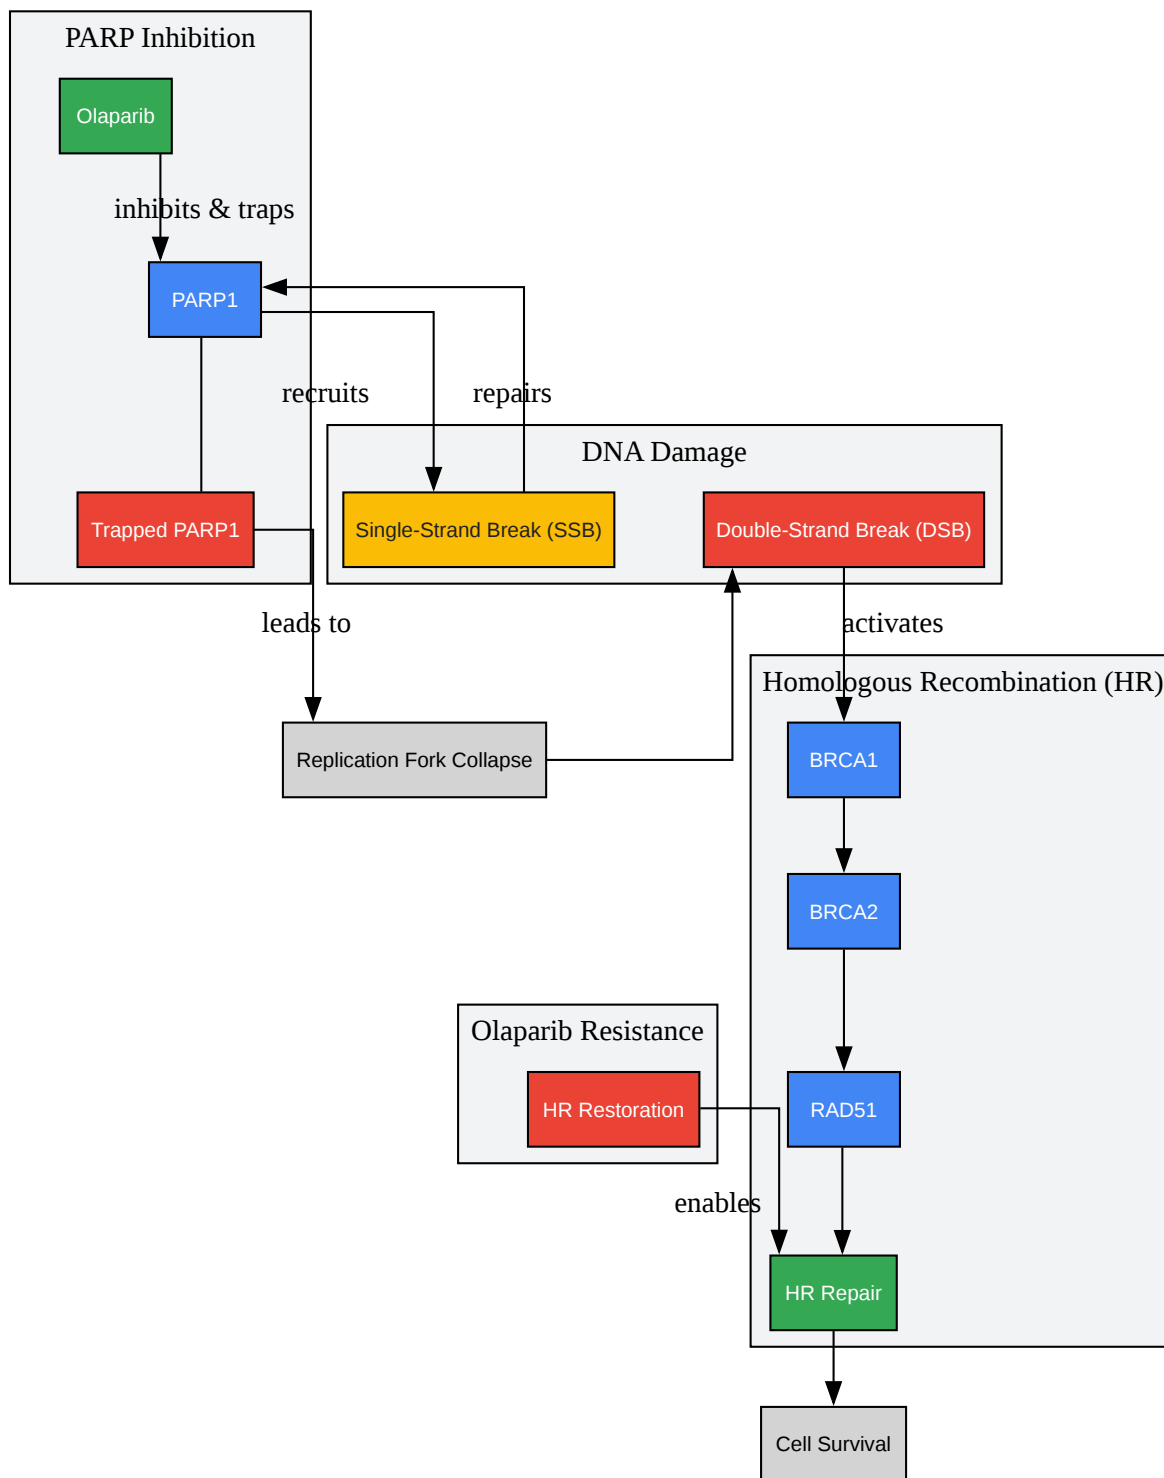 PARP Inhibition
Olaparib
inhibits & traps
PARP1
recruits
repairs
DNA Damage
Trapped PARP1
Single-Strand Break (SSB)
Double-Strand Break (DSB)
leads to
activates
Homologous Recombination (HR)
Replication Fork Collapse
BRCA1
BRCA2
Olaparib Resistance
HR Restoration
RAD51
enables
HR Repair
Cell Survival